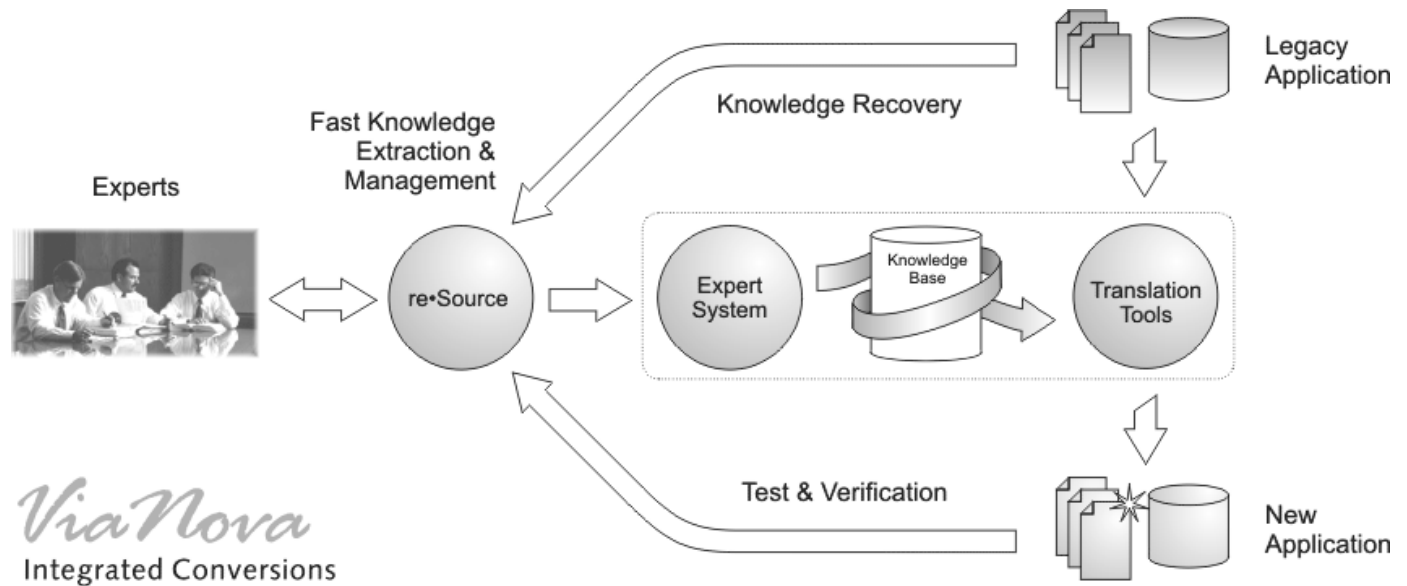 Legacy
Application
Knowledge Recovery
Fast Knowledge
Extraction &
Management
Experts
re•Source
Expert
System
Knowledge
Base
Translation
Tools
Test & Verification
New
Application
ViaNova
Integrated Conversions